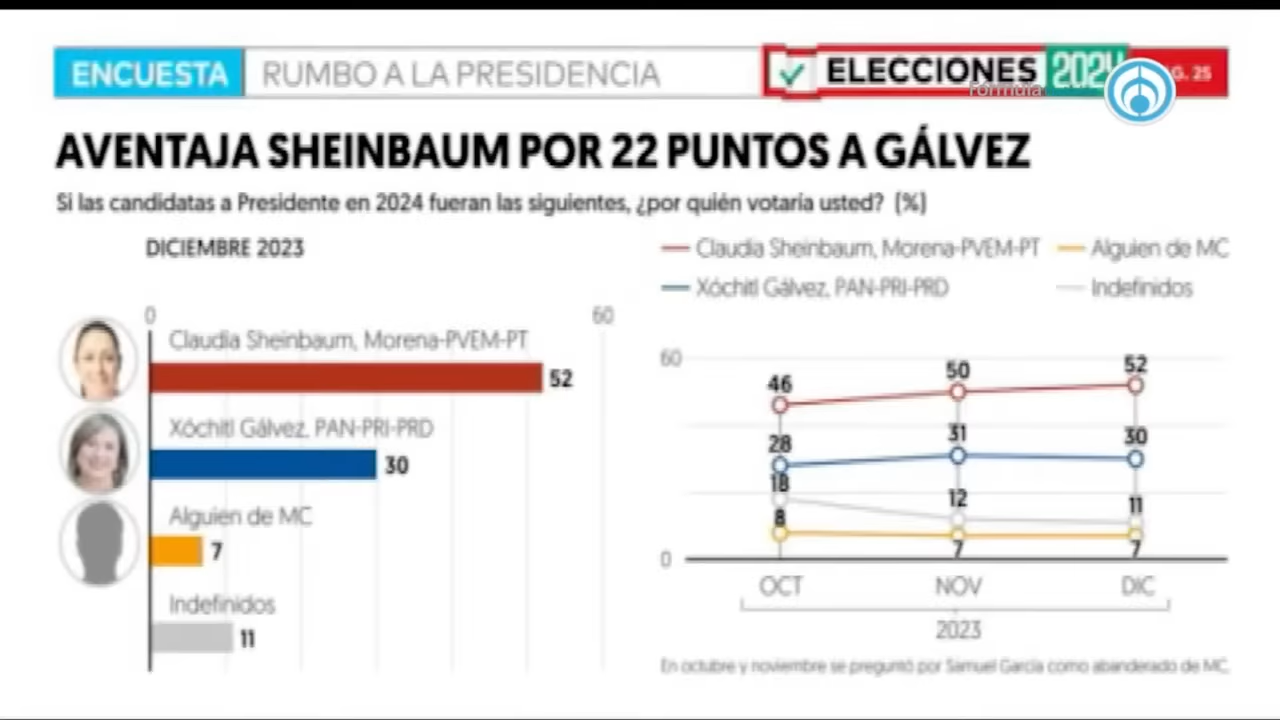 ENCUESTA RUMBO A LA PRESIDENCIA
ELECCIONES 2024
Fórmula
G. 25
AVENTAJA SHEINBAUM POR 22 PUNTOS A GÁLVEZ
Si las candidatas a Presidente en 2024 fueran las siguientes, ¿por quién votaría usted? (%)
DICIEMBRE 2023
0 60
Claudia Sheinbaum, Morena-PVEM-PT
52
Xóchitl Gálvez, PAN-PRI-PRD
30
Alguien de MC
7
Indefinidos
11
Claudia Sheinbaum, Morena-PVEM-PT Alguien de MC
Xóchitl Gálvez, PAN-PRI-PRD Indefinidos
60
46 50 52
28 31 30
18 12 11
8 7 7
0
OCT NOV DIC
2023
En octubre y noviembre se preguntó por Samuel García como abanderado de MC.